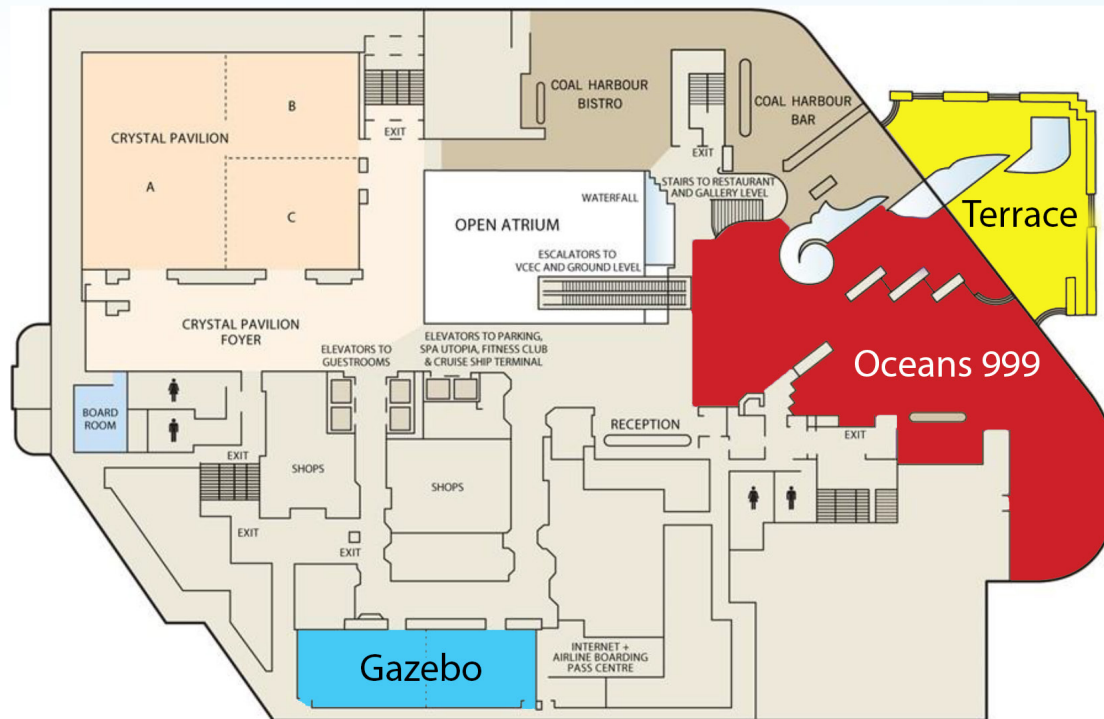 COAL HARBOUR
BISTRO
COAL HARBOUR
BAR
B
CRYSTAL PAVILION
A
C
EXIT
EXIT
STAIRS TO RESTAURANT
AND GALLERY LEVEL
WATERFALL
OPEN ATRIUM
ESCALATORS TO
VCEC AND GROUND LEVEL
Terrace
CRYSTAL PAVILION
FOYER
ELEVATORS TO
GUESTROOMS
ELEVATORS TO PARKING,
SPA UTOPIA, FITNESS CLUB
& CRUISE SHIP TERMINAL
Oceans 999
BOARD
ROOM
RECEPTION
EXIT
EXIT
SHOPS
SHOPS
EXIT
EXIT
Gazebo
INTERNET +
AIRLINE BOARDING
PASS CENTRE